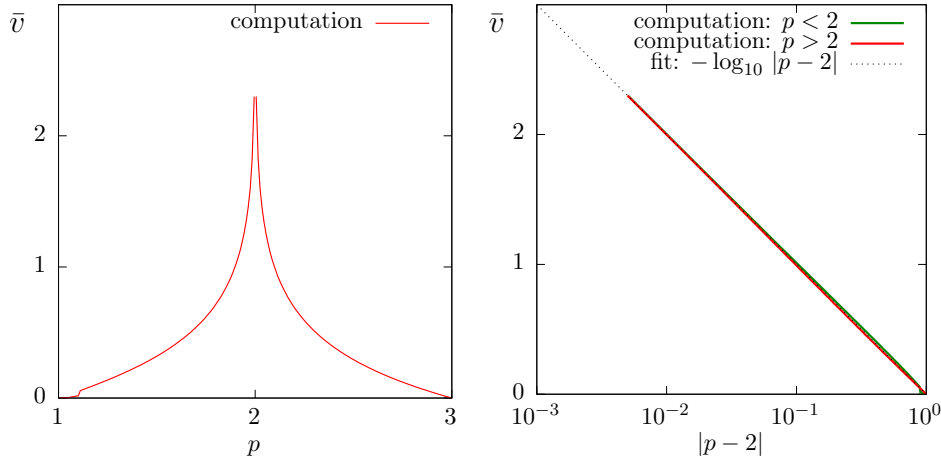 v̄
computation
2
1
0
1
2
3
p
v̄
computation: p < 2
computation: p > 2
fit: − log₁₀ |p − 2|
2
1
0
10⁻³
10⁻²
10⁻¹
10⁰
|p − 2|